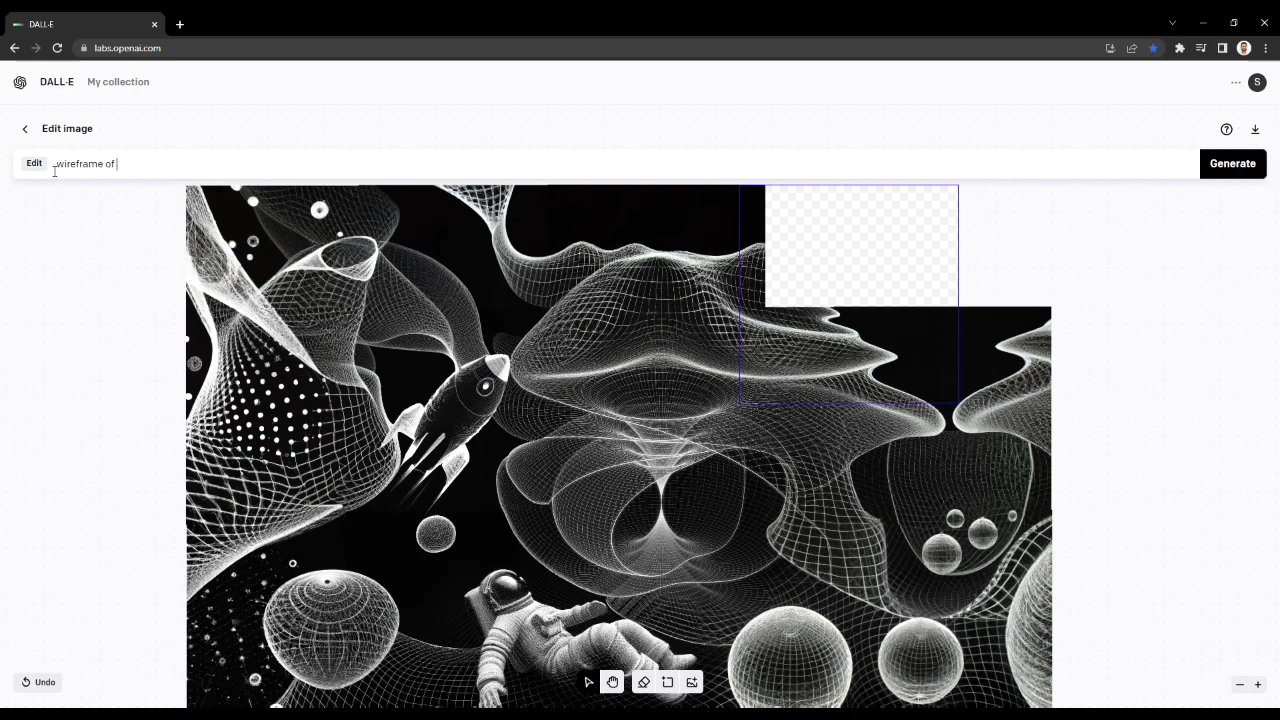 DALL·E
labs.openai.com
DALL·E My collection
S
Edit image
Edit wireframe of
Generate
Undo